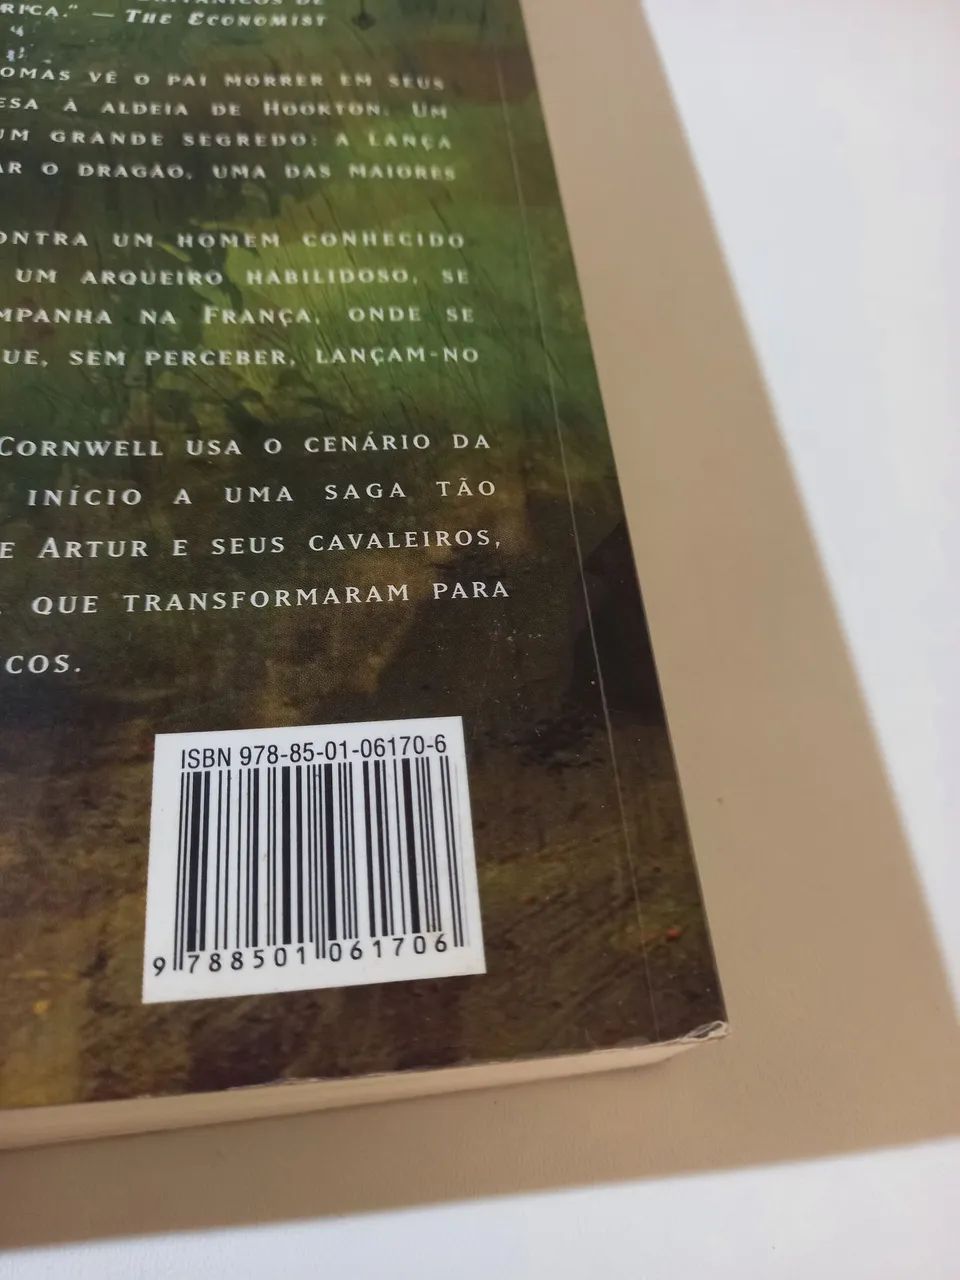 RICA." — THE ECONOMIST
OMAS VÊ O PAI MORRER EM SEUS
ESA À ALDEIA DE HOOKTON. UM
UM GRANDE SEGREDO: A LANÇA
AR O DRAGÃO, UMA DAS MAIORES
ONTRA UM HOMEM CONHECIDO
UM ARQUEIRO HABILIDOSO, SE
MPANHA NA FRANÇA, ONDE SE
UE, SEM PERCEBER, LANÇAM-NO
CORNWELL USA O CENÁRIO DA
INÍCIO A UMA SAGA TÃO
E ARTUR E SEUS CAVALEIROS,
, QUE TRANSFORMARAM PARA
ICOS.
ISBN 978-85-01-06170-6
9 788501 061706